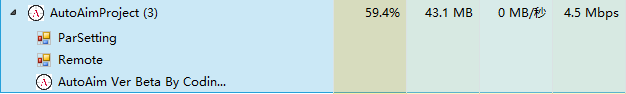 AutoAimProject (3) 59.4% 43.1 MB 0 MB/秒 4.5 Mbps
ParSetting
Remote
AutoAim Ver Beta By Codin...